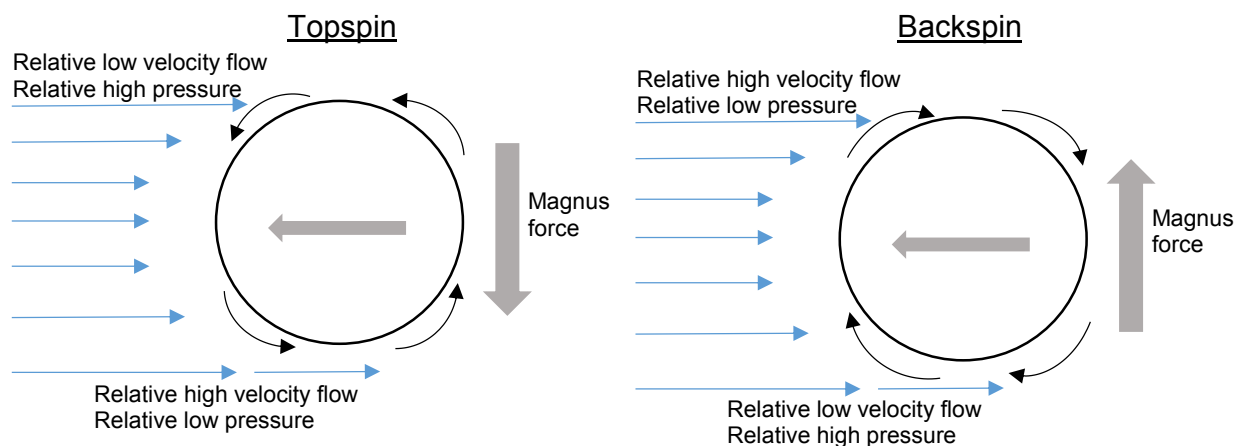 Topspin
Relative low velocity flow
Relative high pressure
Magnus
force
Relative high velocity flow
Relative low pressure
Backspin
Relative high velocity flow
Relative low pressure
Magnus
force
Relative low velocity flow
Relative high pressure